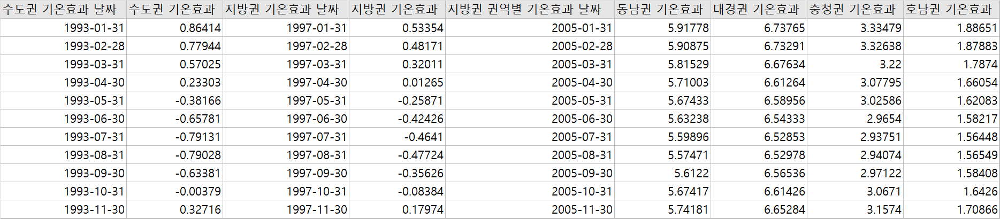 수도권 기온효과 날짜 수도권 기온효과 지방권 기온효과 날짜 지방권 기온효과 지방권 권역별 기온효과 날짜 동남권 기온효과 대경권 기온효과 충청권 기온효과 호남권 기온효과
1993-01-31 0.86414 1997-01-31 0.53354 2005-01-31 5.91778 6.73765 3.33479 1.88651
1993-02-28 0.77944 1997-02-28 0.48171 2005-02-28 5.90875 6.73291 3.32638 1.87883
1993-03-31 0.57025 1997-03-31 0.32011 2005-03-31 5.81529 6.67634 3.22 1.7874
1993-04-30 0.23303 1997-04-30 0.01265 2005-04-30 5.71003 6.61264 3.07795 1.66054
1993-05-31 -0.38166 1997-05-31 -0.25871 2005-05-31 5.67433 6.58956 3.02586 1.62083
1993-06-30 -0.65781 1997-06-30 -0.42426 2005-06-30 5.63238 6.54333 2.9654 1.58217
1993-07-31 -0.79131 1997-07-31 -0.4641 2005-07-31 5.59896 6.52853 2.93751 1.56448
1993-08-31 -0.79028 1997-08-31 -0.47724 2005-08-31 5.57471 6.52978 2.94074 1.56549
1993-09-30 -0.63381 1997-09-30 -0.35626 2005-09-30 5.6122 6.56536 2.97122 1.58408
1993-10-31 -0.00379 1997-10-31 -0.08384 2005-10-31 5.67417 6.61426 3.0671 1.6426
1993-11-30 0.32716 1997-11-30 0.17974 2005-11-30 5.74181 6.65284 3.1574 1.70866